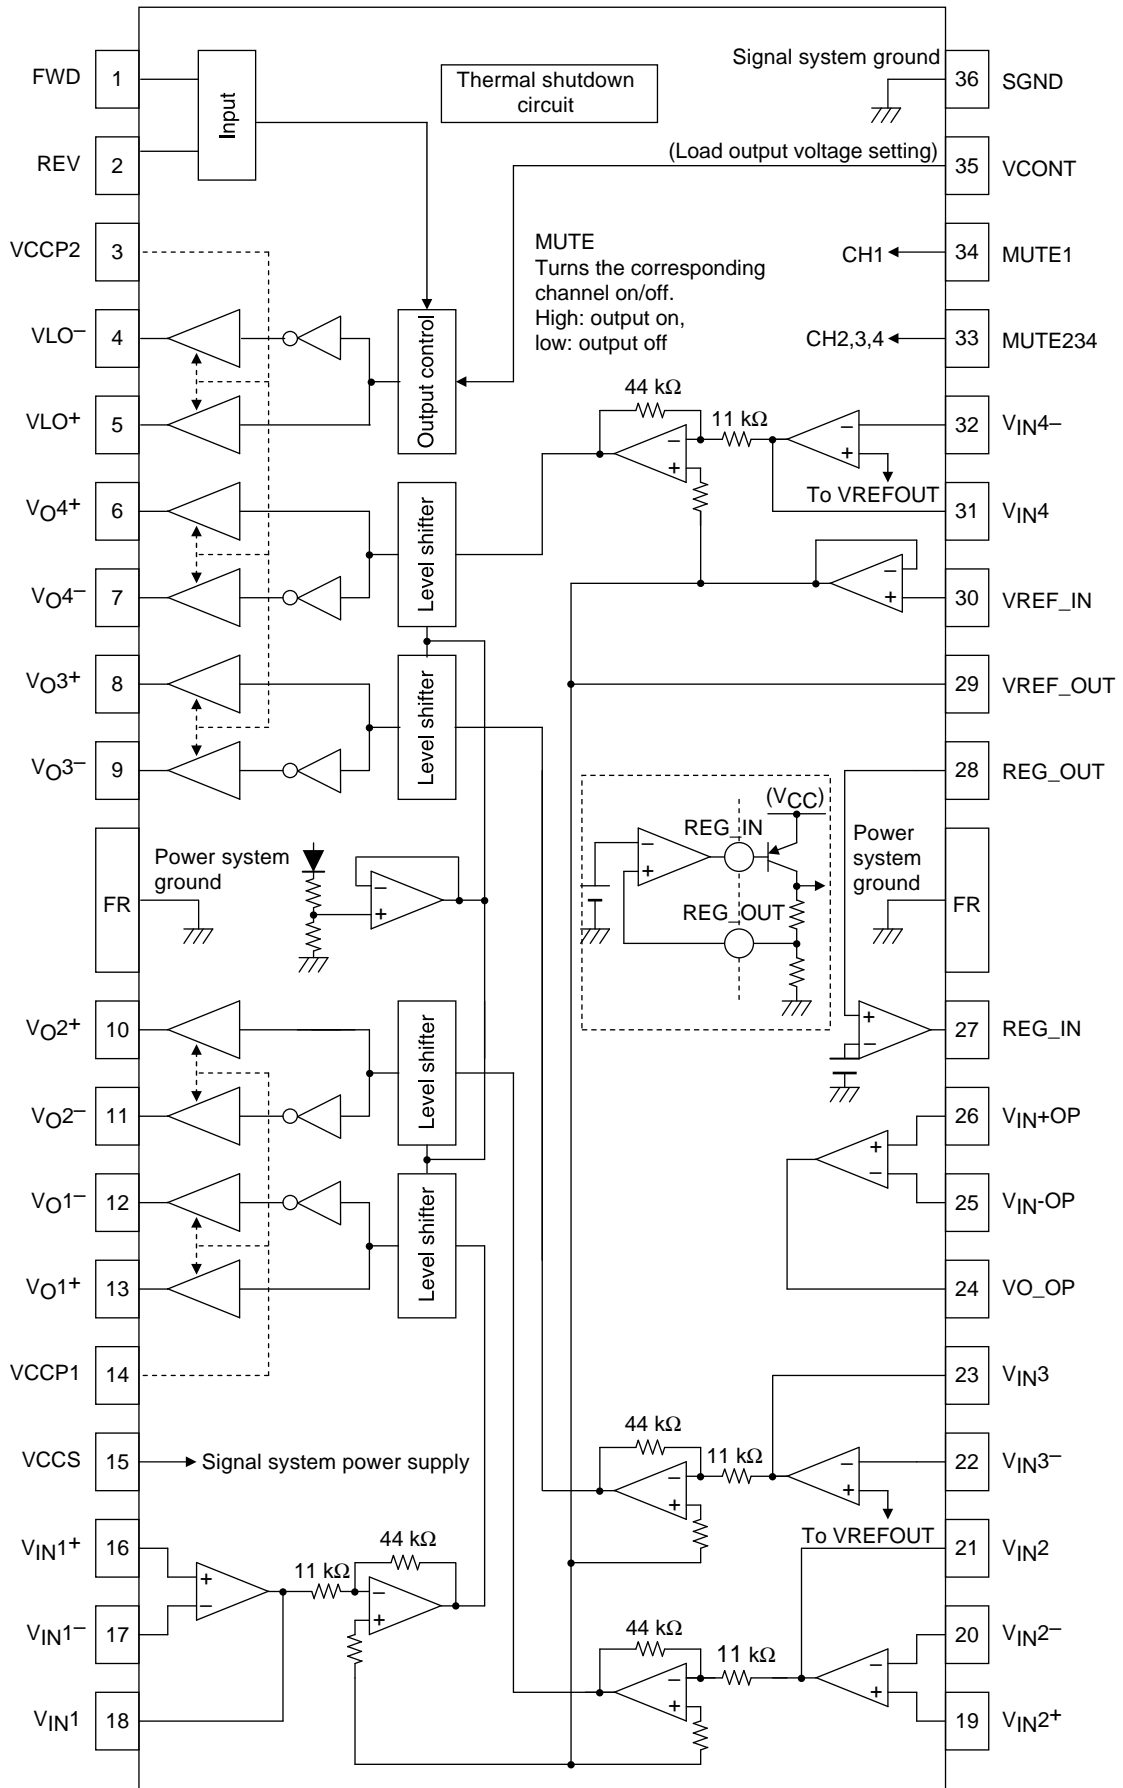 FWD
1
REV
2
VCCP2
3
VLO–
4
VLO+
5
VO4+
6
VO4–
7
VO3+
8
VO3–
9
FR
VO2+
10
VO2–
11
VO1–
12
VO1+
13
VCCP1
14
VCCS
15
VIN1+
16
VIN1–
17
VIN1
18
Input
Thermal shutdown
circuit
Signal system ground
(Load output voltage setting)
MUTE
Turns the corresponding
channel on/off.
High: output on,
low: output off
CH1
CH2,3,4
Output control
44 kΩ
11 kΩ
–
+
–
+
To VREFOUT
Level shifter
–
+
Level shifter
Power system
ground
–
+
(VCC)
REG_IN
–
+
REG_OUT
Power
system
ground
+
–
Level shifter
+
–
Level shifter
Signal system power supply
44 kΩ
11 kΩ
–
+
–
+
To VREFOUT
+
–
11 kΩ
44 kΩ
–
+
44 kΩ
11 kΩ
–
+
–
+
36
SGND
35
VCONT
34
MUTE1
33
MUTE234
32
VIN4–
31
VIN4
30
VREF_IN
29
VREF_OUT
28
REG_OUT
FR
27
REG_IN
26
VIN+OP
25
VIN-OP
24
VO_OP
23
VIN3
22
VIN3–
21
VIN2
20
VIN2–
19
VIN2+